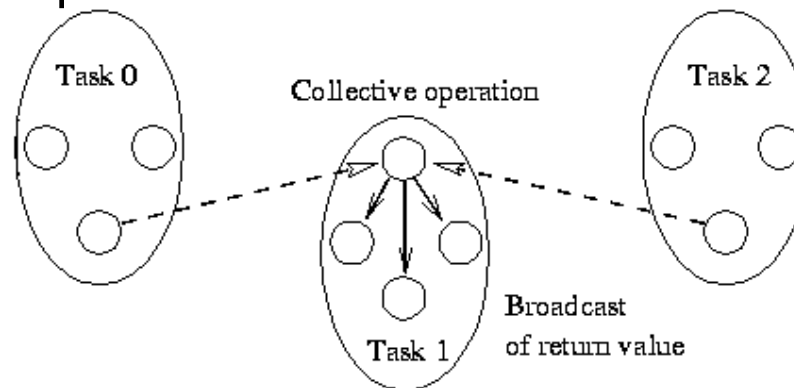 Task 0
Task 2
Collective operation
Broadcast
of return value
Task 1